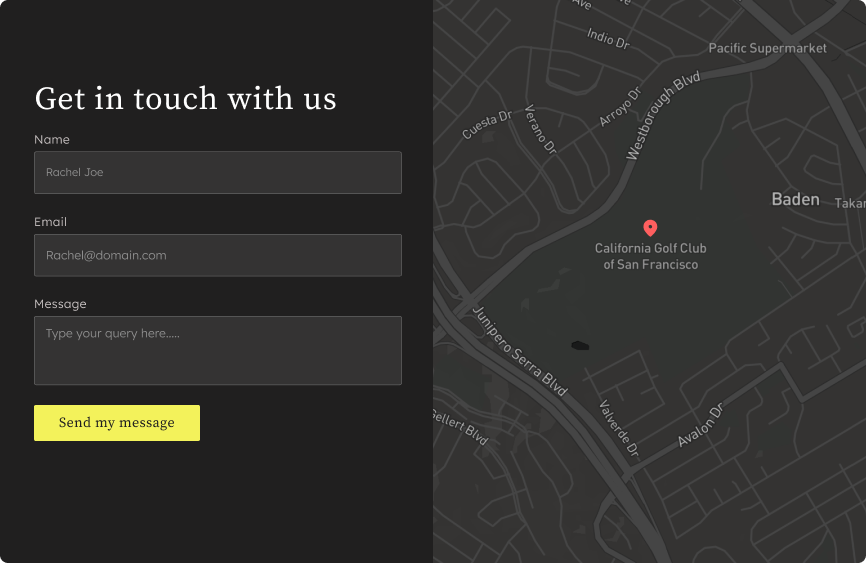 Get in touch with us
Name
Rachel Joe
Email
Rachel@domain.com
Message
Type your query here.....
Send my message
Ave
Indio Dr
Pacific Supermarket
Westborough Blvd
Arroyo Dr
Cuesta Dr
Verano Dr
Baden
Takar
California Golf Club
of San Francisco
Junipero Serra Blvd
Valverde Dr
Avalon Dr
Gellert Blvd